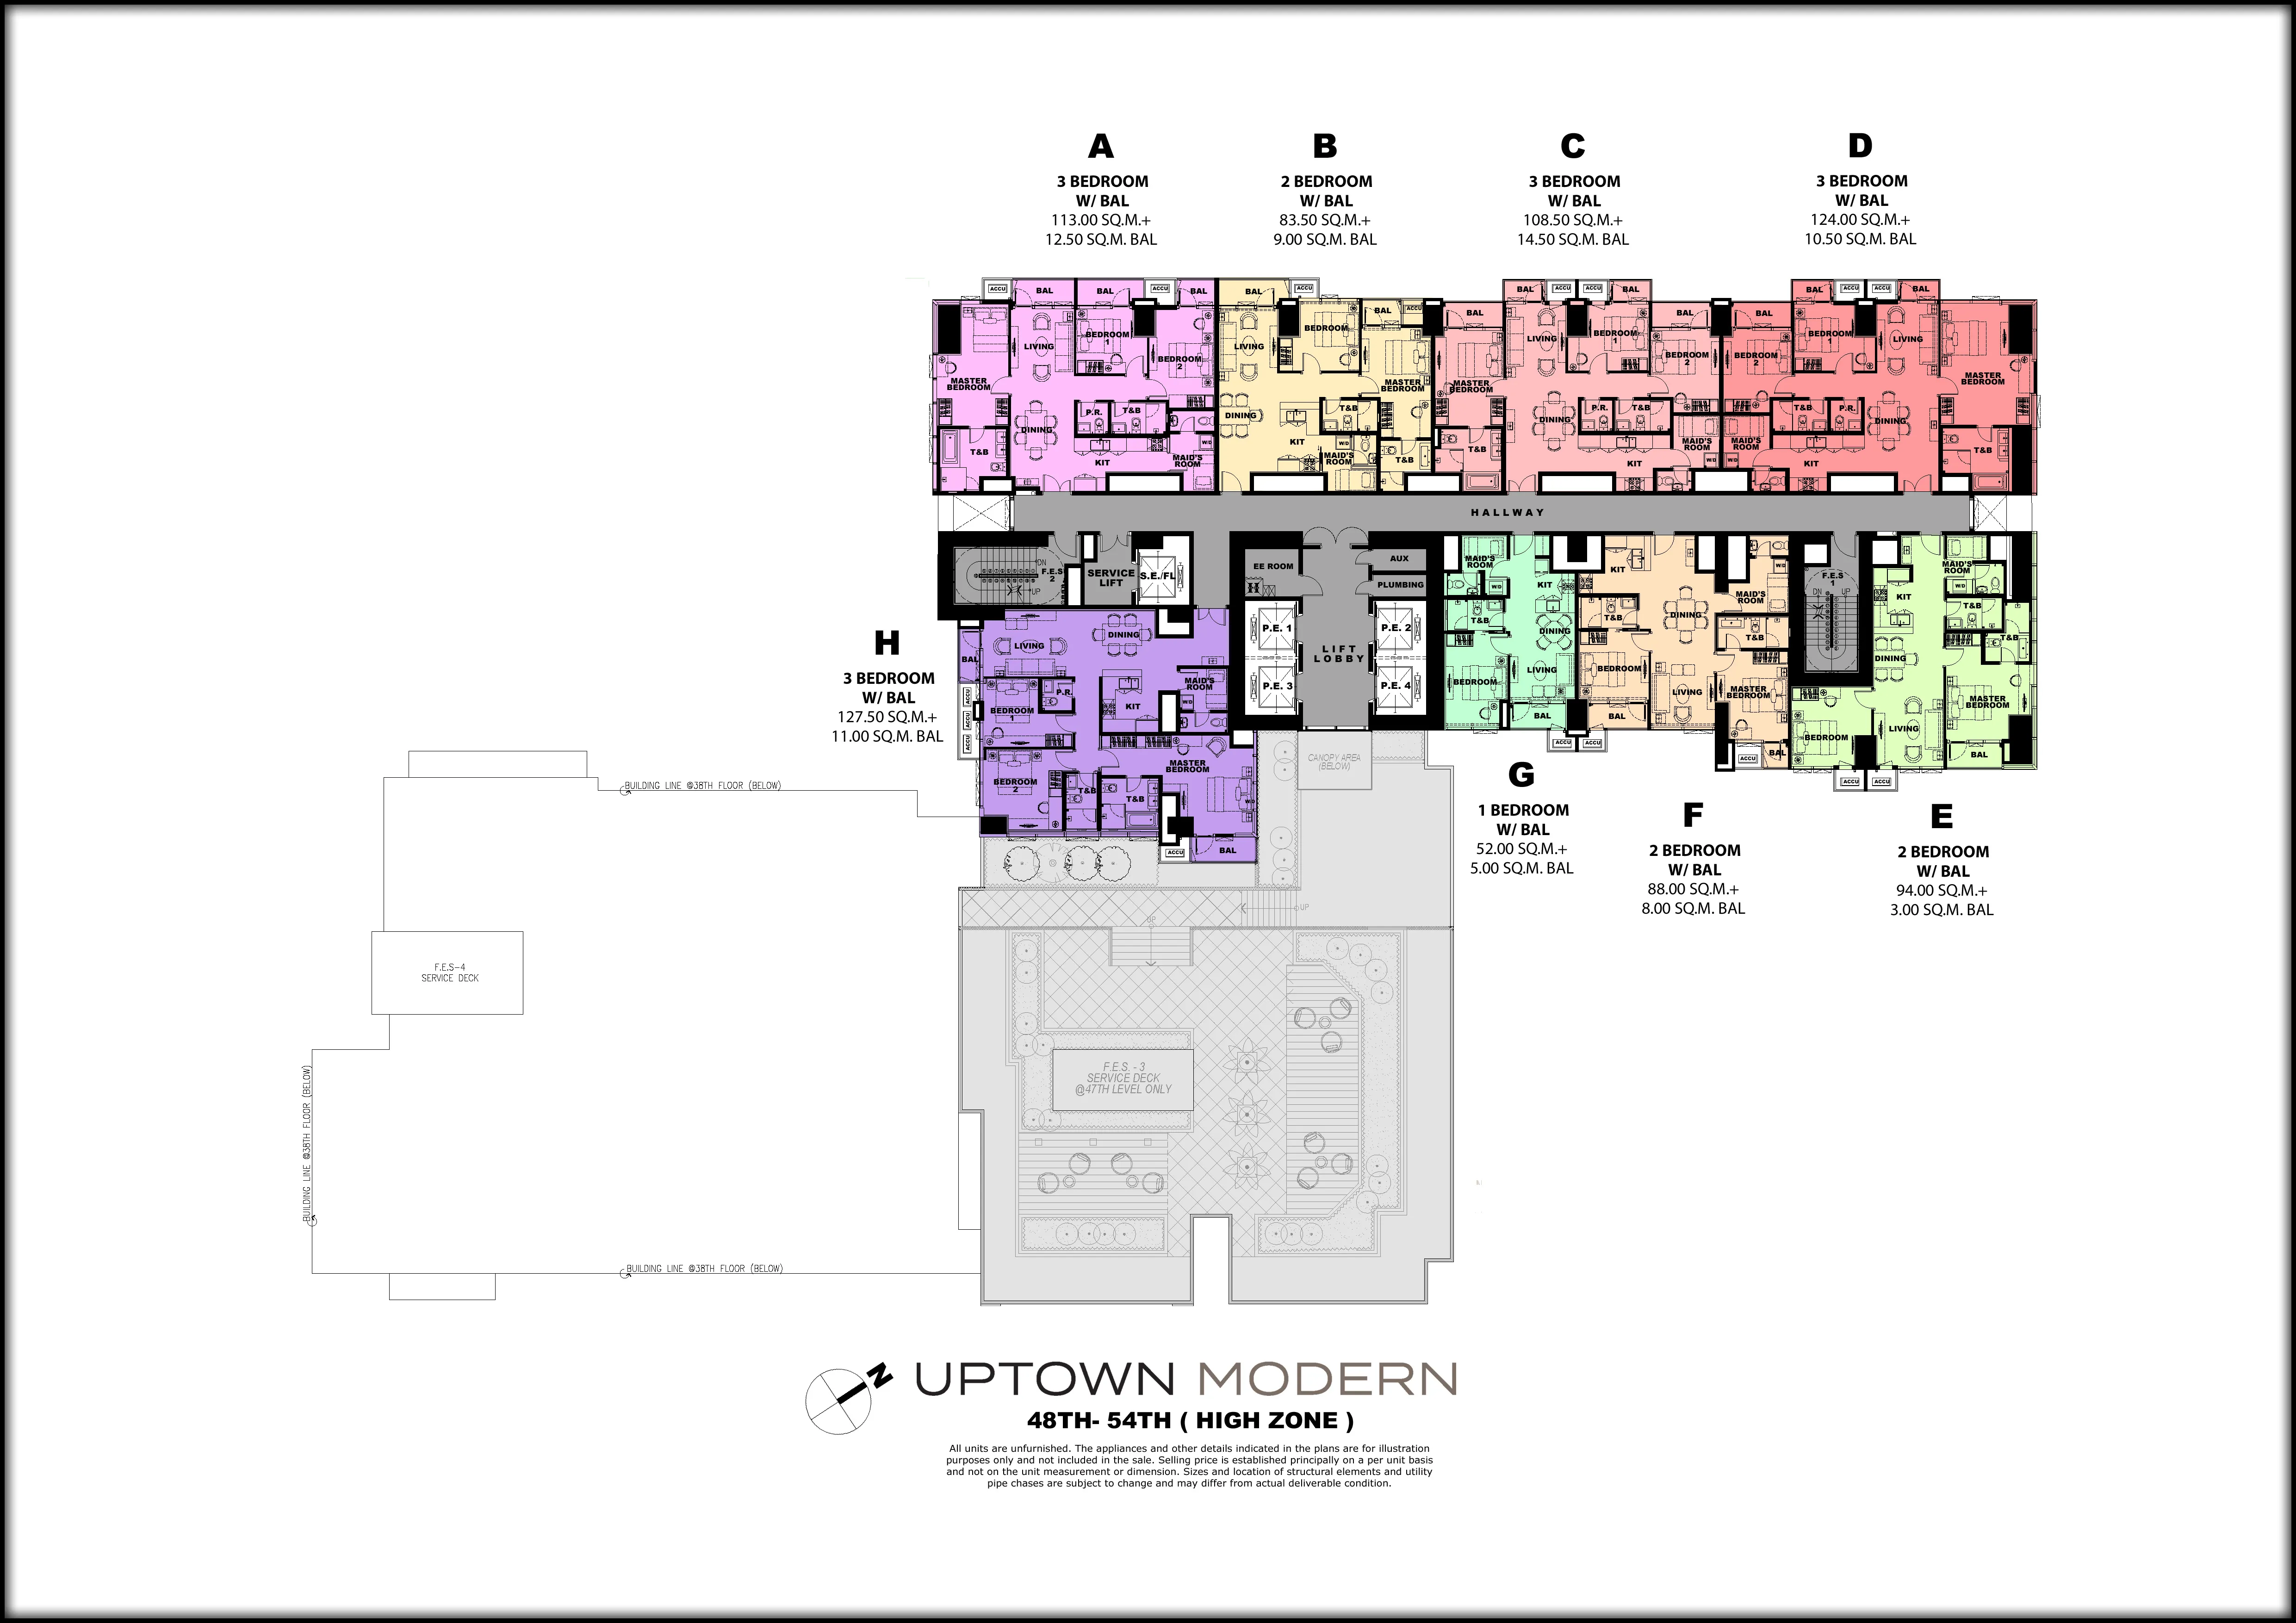 A
3 BEDROOM
W/ BAL
113.00 SQ.M.+
12.50 SQ.M. BAL
B
2 BEDROOM
W/ BAL
83.50 SQ.M.+
9.00 SQ.M. BAL
C
3 BEDROOM
W/ BAL
108.50 SQ.M.+
14.50 SQ.M. BAL
D
3 BEDROOM
W/ BAL
124.00 SQ.M.+
10.50 SQ.M. BAL
ACCU
BAL
BAL
ACCU
BAL
LIVING
BEDROOM
1
BEDROOM
2
MASTER
BEDROOM
P.R.
T&B
DINING
T&B
KIT
MAID'S
ROOM
W/D
BAL
ACCU
BAL
ACCU
LIVING
BEDROOM
MASTER
BEDROOM
DINING
T&B
KIT
W/D
MAID'S
ROOM
T&B
BAL
BAL
ACCU
ACCU
BAL
BAL
LIVING
BEDROOM
1
BEDROOM
2
MASTER
BEDROOM
P.R.
T&B
DINING
T&B
KIT
MAID'S
ROOM
W/D
BAL
BAL
ACCU
ACCU
BAL
BEDROOM
1
LIVING
BEDROOM
2
MASTER
BEDROOM
T&B
P.R.
DINING
MAID'S
ROOM
W/D
KIT
T&B
HALLWAY
DN
F.E.S
2
UP
SERVICE
LIFT
S.E./FL
EE ROOM
AUX
PLUMBING
P.E. 1
P.E. 2
P.E. 3
P.E. 4
LIFT
LOBBY
MAID'S
ROOM
W/D
KIT
T&B
DINING
LIVING
BEDROOM
BAL
ACCU
KIT
W/D
MAID'S
ROOM
DINING
T&B
T&B
BEDROOM
LIVING
MASTER
BEDROOM
BAL
ACCU
ACCU
BAL
F.E.S
1
DN
UP
KIT
MAID'S
ROOM
W/D
T&B
T&B
DINING
MASTER
BEDROOM
LIVING
BEDROOM
BAL
ACCU
ACCU
H
3 BEDROOM
W/ BAL
127.50 SQ.M.+
11.00 SQ.M. BAL
LIVING
DINING
BAL
ACCU
ACCU
ACCU
BEDROOM
1
P.R.
KIT
MAID'S
ROOM
W/D
BEDROOM
2
T&B
T&B
MASTER
BEDROOM
W/D
ACCU
BAL
CANOPY AREA
(BELOW)
G
1 BEDROOM
W/ BAL
52.00 SQ.M.+
5.00 SQ.M. BAL
F
2 BEDROOM
W/ BAL
88.00 SQ.M.+
8.00 SQ.M. BAL
E
2 BEDROOM
W/ BAL
94.00 SQ.M.+
3.00 SQ.M. BAL
BUILDING LINE @38TH FLOOR (BELOW)
UP
UP
F.E.S-4
SERVICE DECK
F.E.S. - 3
SERVICE DECK
@47TH LEVEL ONLY
BUILDING LINE @38TH FLOOR (BELOW)
BUILDING LINE @38TH FLOOR (BELOW)
N
UPTOWN MODERN
48TH- 54TH ( HIGH ZONE )
All units are unfurnished. The appliances and other details indicated in the plans are for illustration
purposes only and not included in the sale. Selling price is established principally on a per unit basis
and not on the unit measurement or dimension. Sizes and location of structural elements and utility
pipe chases are subject to change and may differ from actual deliverable condition.